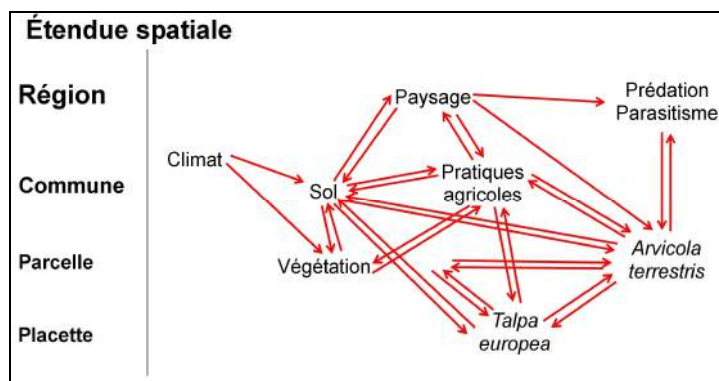 Étendue spatiale
Région
Paysage
Prédation
Parasitisme
Climat
Commune
Sol
Pratiques
agricoles
Parcelle
Végétation
Arvicola
terrestris
Placette
Talpa
europea